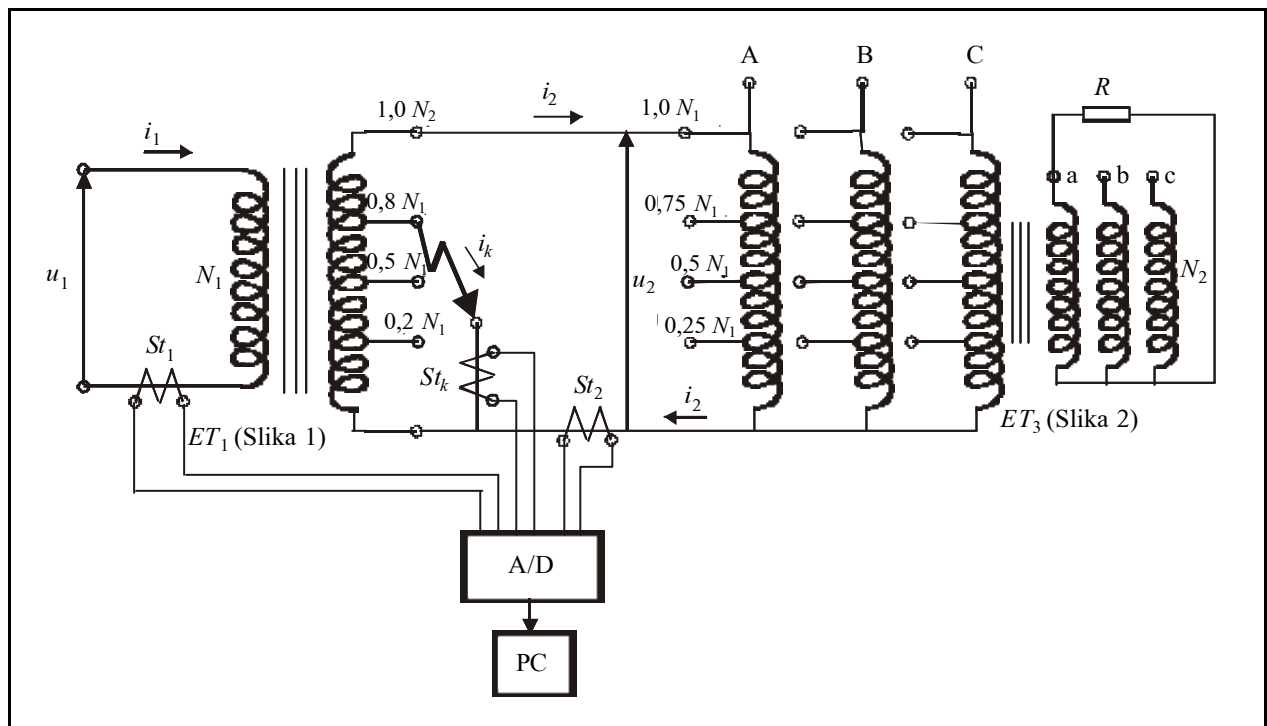 A B C
R
i₂
1,0 N₂
1,0 N₁
i₁
a b c
0,8 N₁
0,75 N₁
iₖ
0,5 N₁
0,5 N₁
u₁
N₁
u₂
N₂
0,2 N₁
0,25 N₁
St₁
Stₖ
St₂
i₂
ET₁ (Slika 1)
ET₃ (Slika 2)
A/D
PC